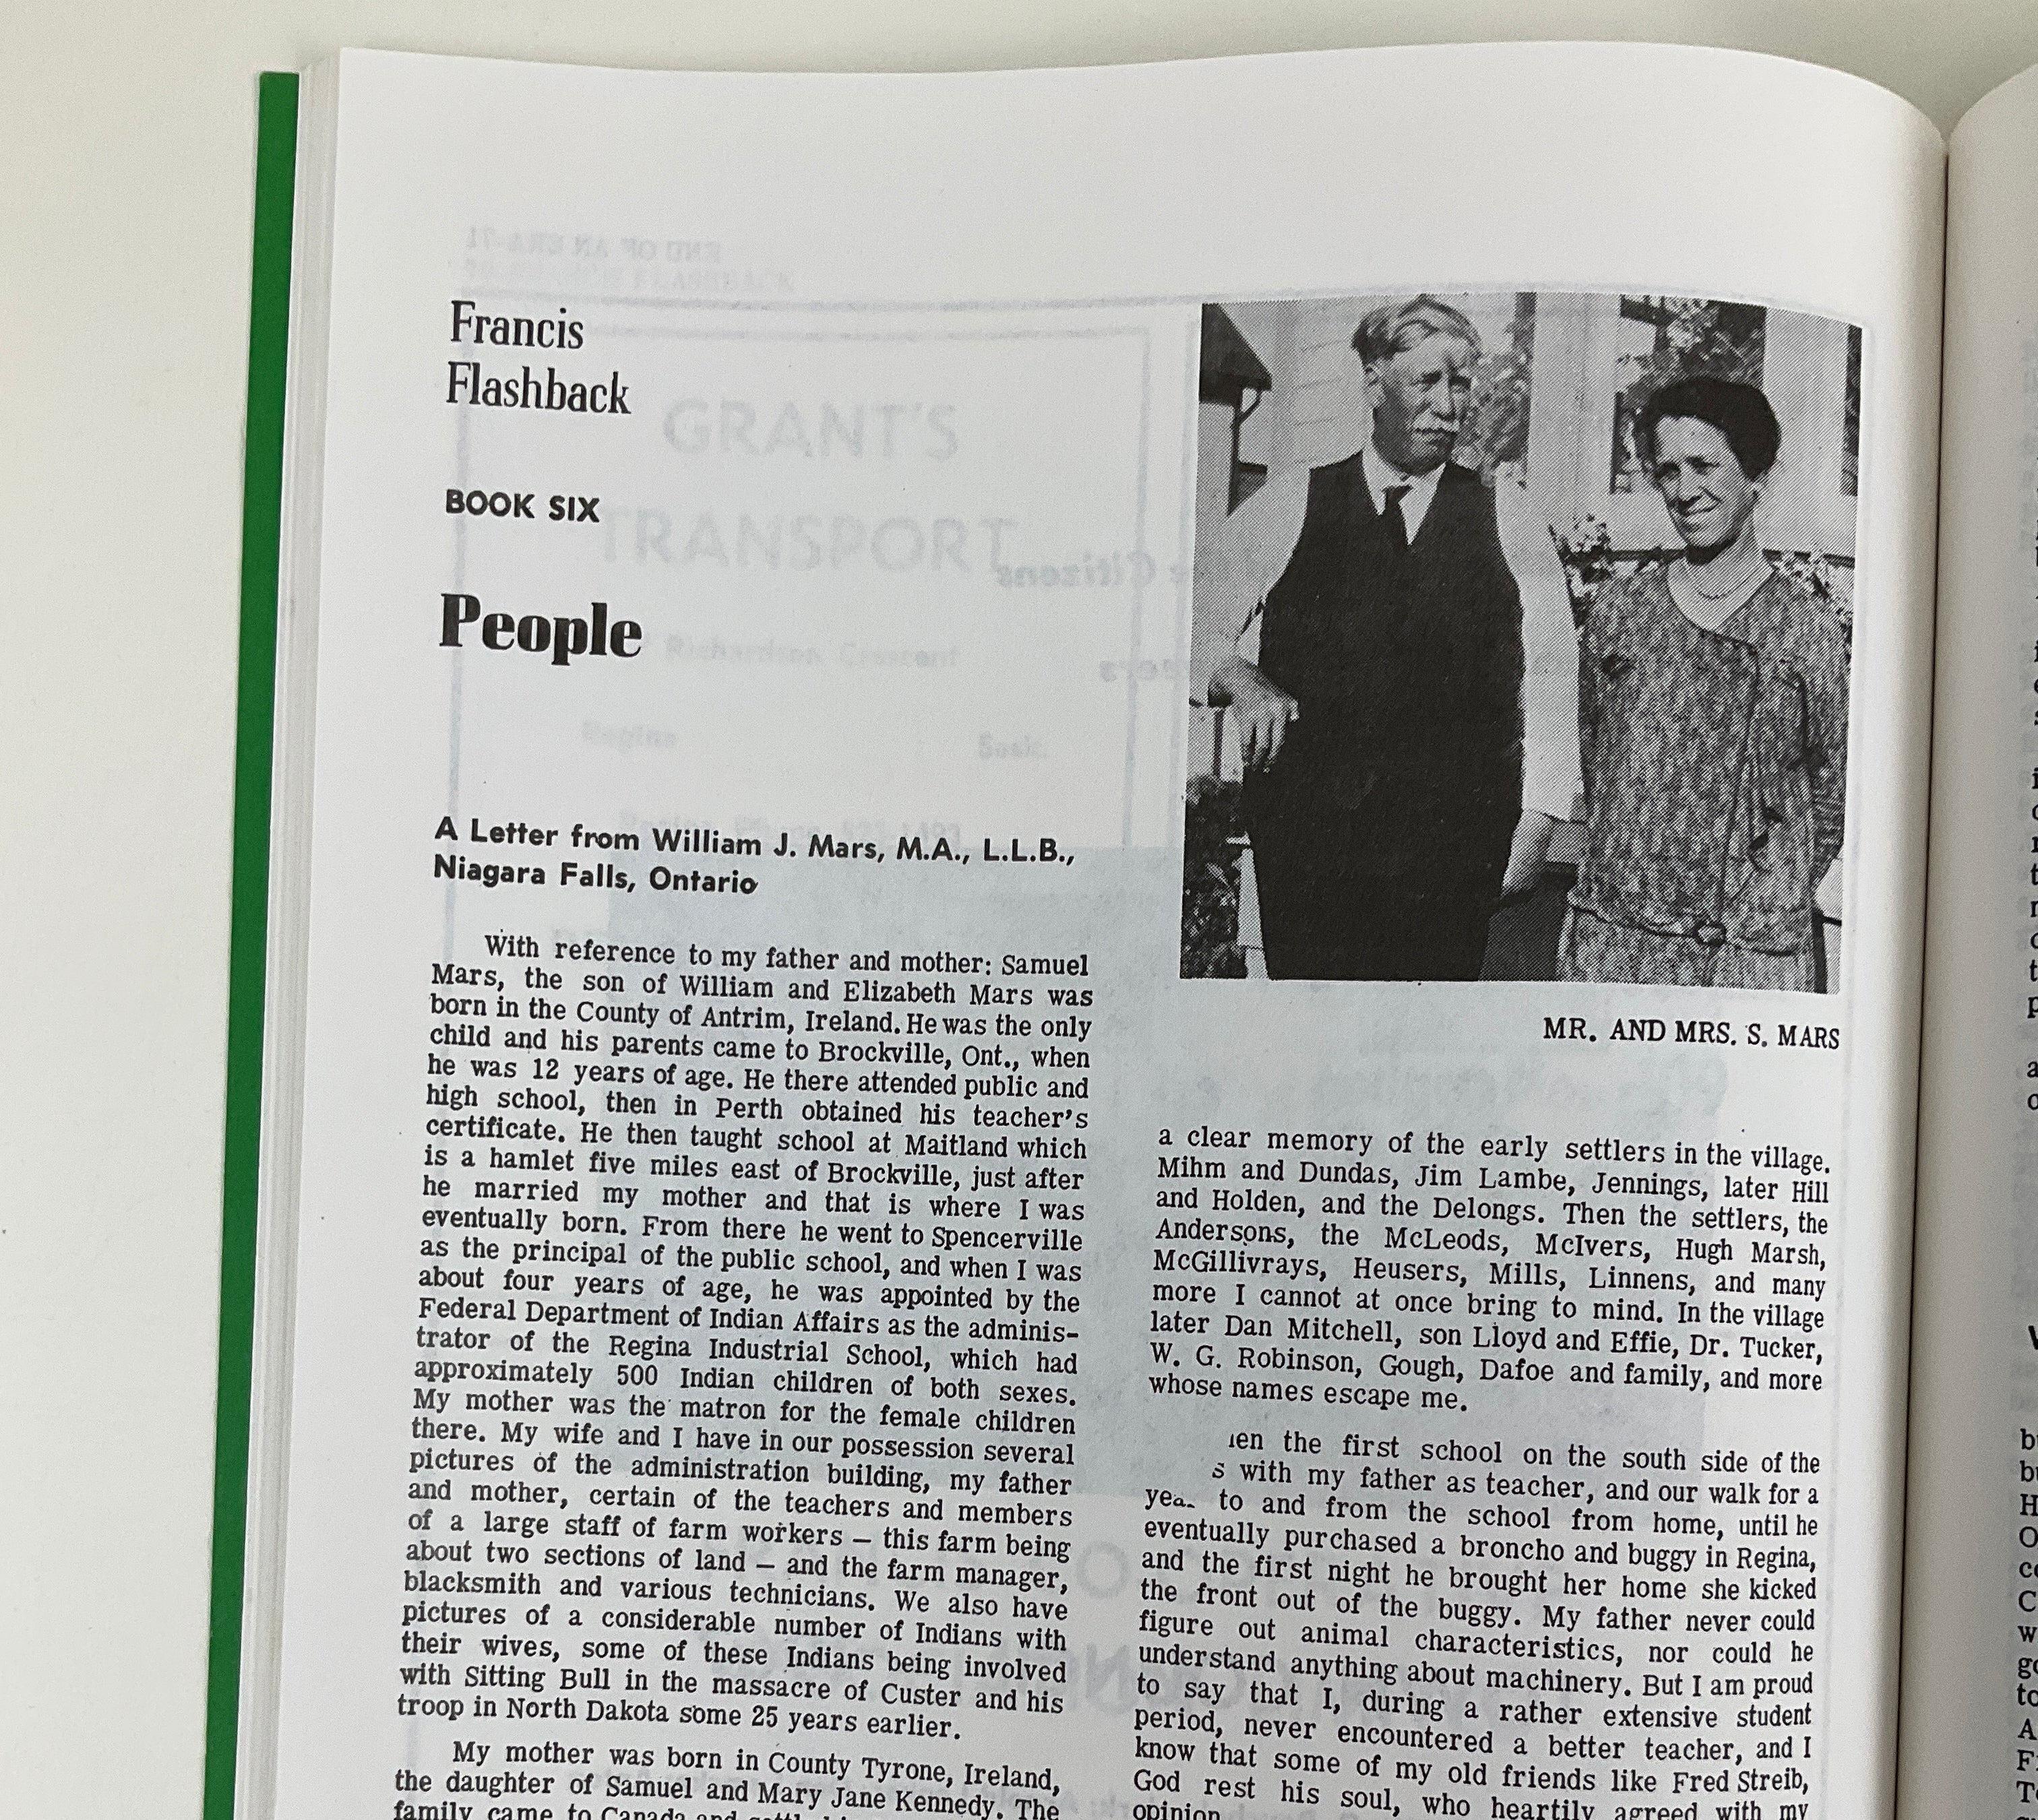 Francis
Flashback
BOOK SIX
People
A Letter from William J. Mars, M.A., L.L.B.,
Niagara Falls, Ontario
With reference to my father and mother: Samuel
Mars, the son of William and Elizabeth Mars was
born in the County of Antrim, Ireland. He was the only
child and his parents came to Brockville, Ont., when
he was 12 years of age. He there attended public and
high school, then in Perth obtained his teacher's
certificate. He then taught school at Maitland which
is a hamlet five miles east of Brockville, just after
he married my mother and that is where I was
eventually born. From there he went to Spencerville
as the principal of the public school, and when I was
about four years of age, he was appointed by the
Federal Department of Indian Affairs as the adminis-
trator of the Regina Industrial School, which had
approximately 500 Indian children of both sexes.
My mother was the matron for the female children
there. My wife and I have in our possession several
pictures of the administration building, my father
and mother, certain of the teachers and members
of a large staff of farm workers — this farm being
about two sections of land — and the farm manager,
blacksmith and various technicians. We also have
pictures of a considerable number of Indians with
their wives, some of these Indians being involved
with Sitting Bull in the massacre of Custer and his
troop in North Dakota some 25 years earlier.
My mother was born in County Tyrone, Ireland,
the daughter of Samuel and Mary Jane Kennedy. The
family came to Canada and
MR. AND MRS. S. MARS
a clear memory of the early settlers in the village.
Mihm and Dundas, Jim Lambe, Jennings, later Hill
and Holden, and the Delongs. Then the settlers, the
Andersons, the McLeods, McIvers, Hugh Marsh,
McGillivrays, Heusers, Mills, Linnens, and many
more I cannot at once bring to mind. In the village
later Dan Mitchell, son Lloyd and Effie, Dr. Tucker,
W. G. Robinson, Gough, Dafoe and family, and more
whose names escape me.
the first school on the south side of the
with my father as teacher, and our walk for a
to and from the school from home, until he
eventually purchased a broncho and buggy in Regina,
and the first night he brought her home she kicked
the front out of the buggy. My father never could
figure out animal characteristics, nor could he
understand anything about machinery. But I am proud
to say that I, during a rather extensive student
period, never encountered a better teacher, and I
know that some of my old friends like Fred Streib,
God rest his soul, who heartily agreed with my
opinion